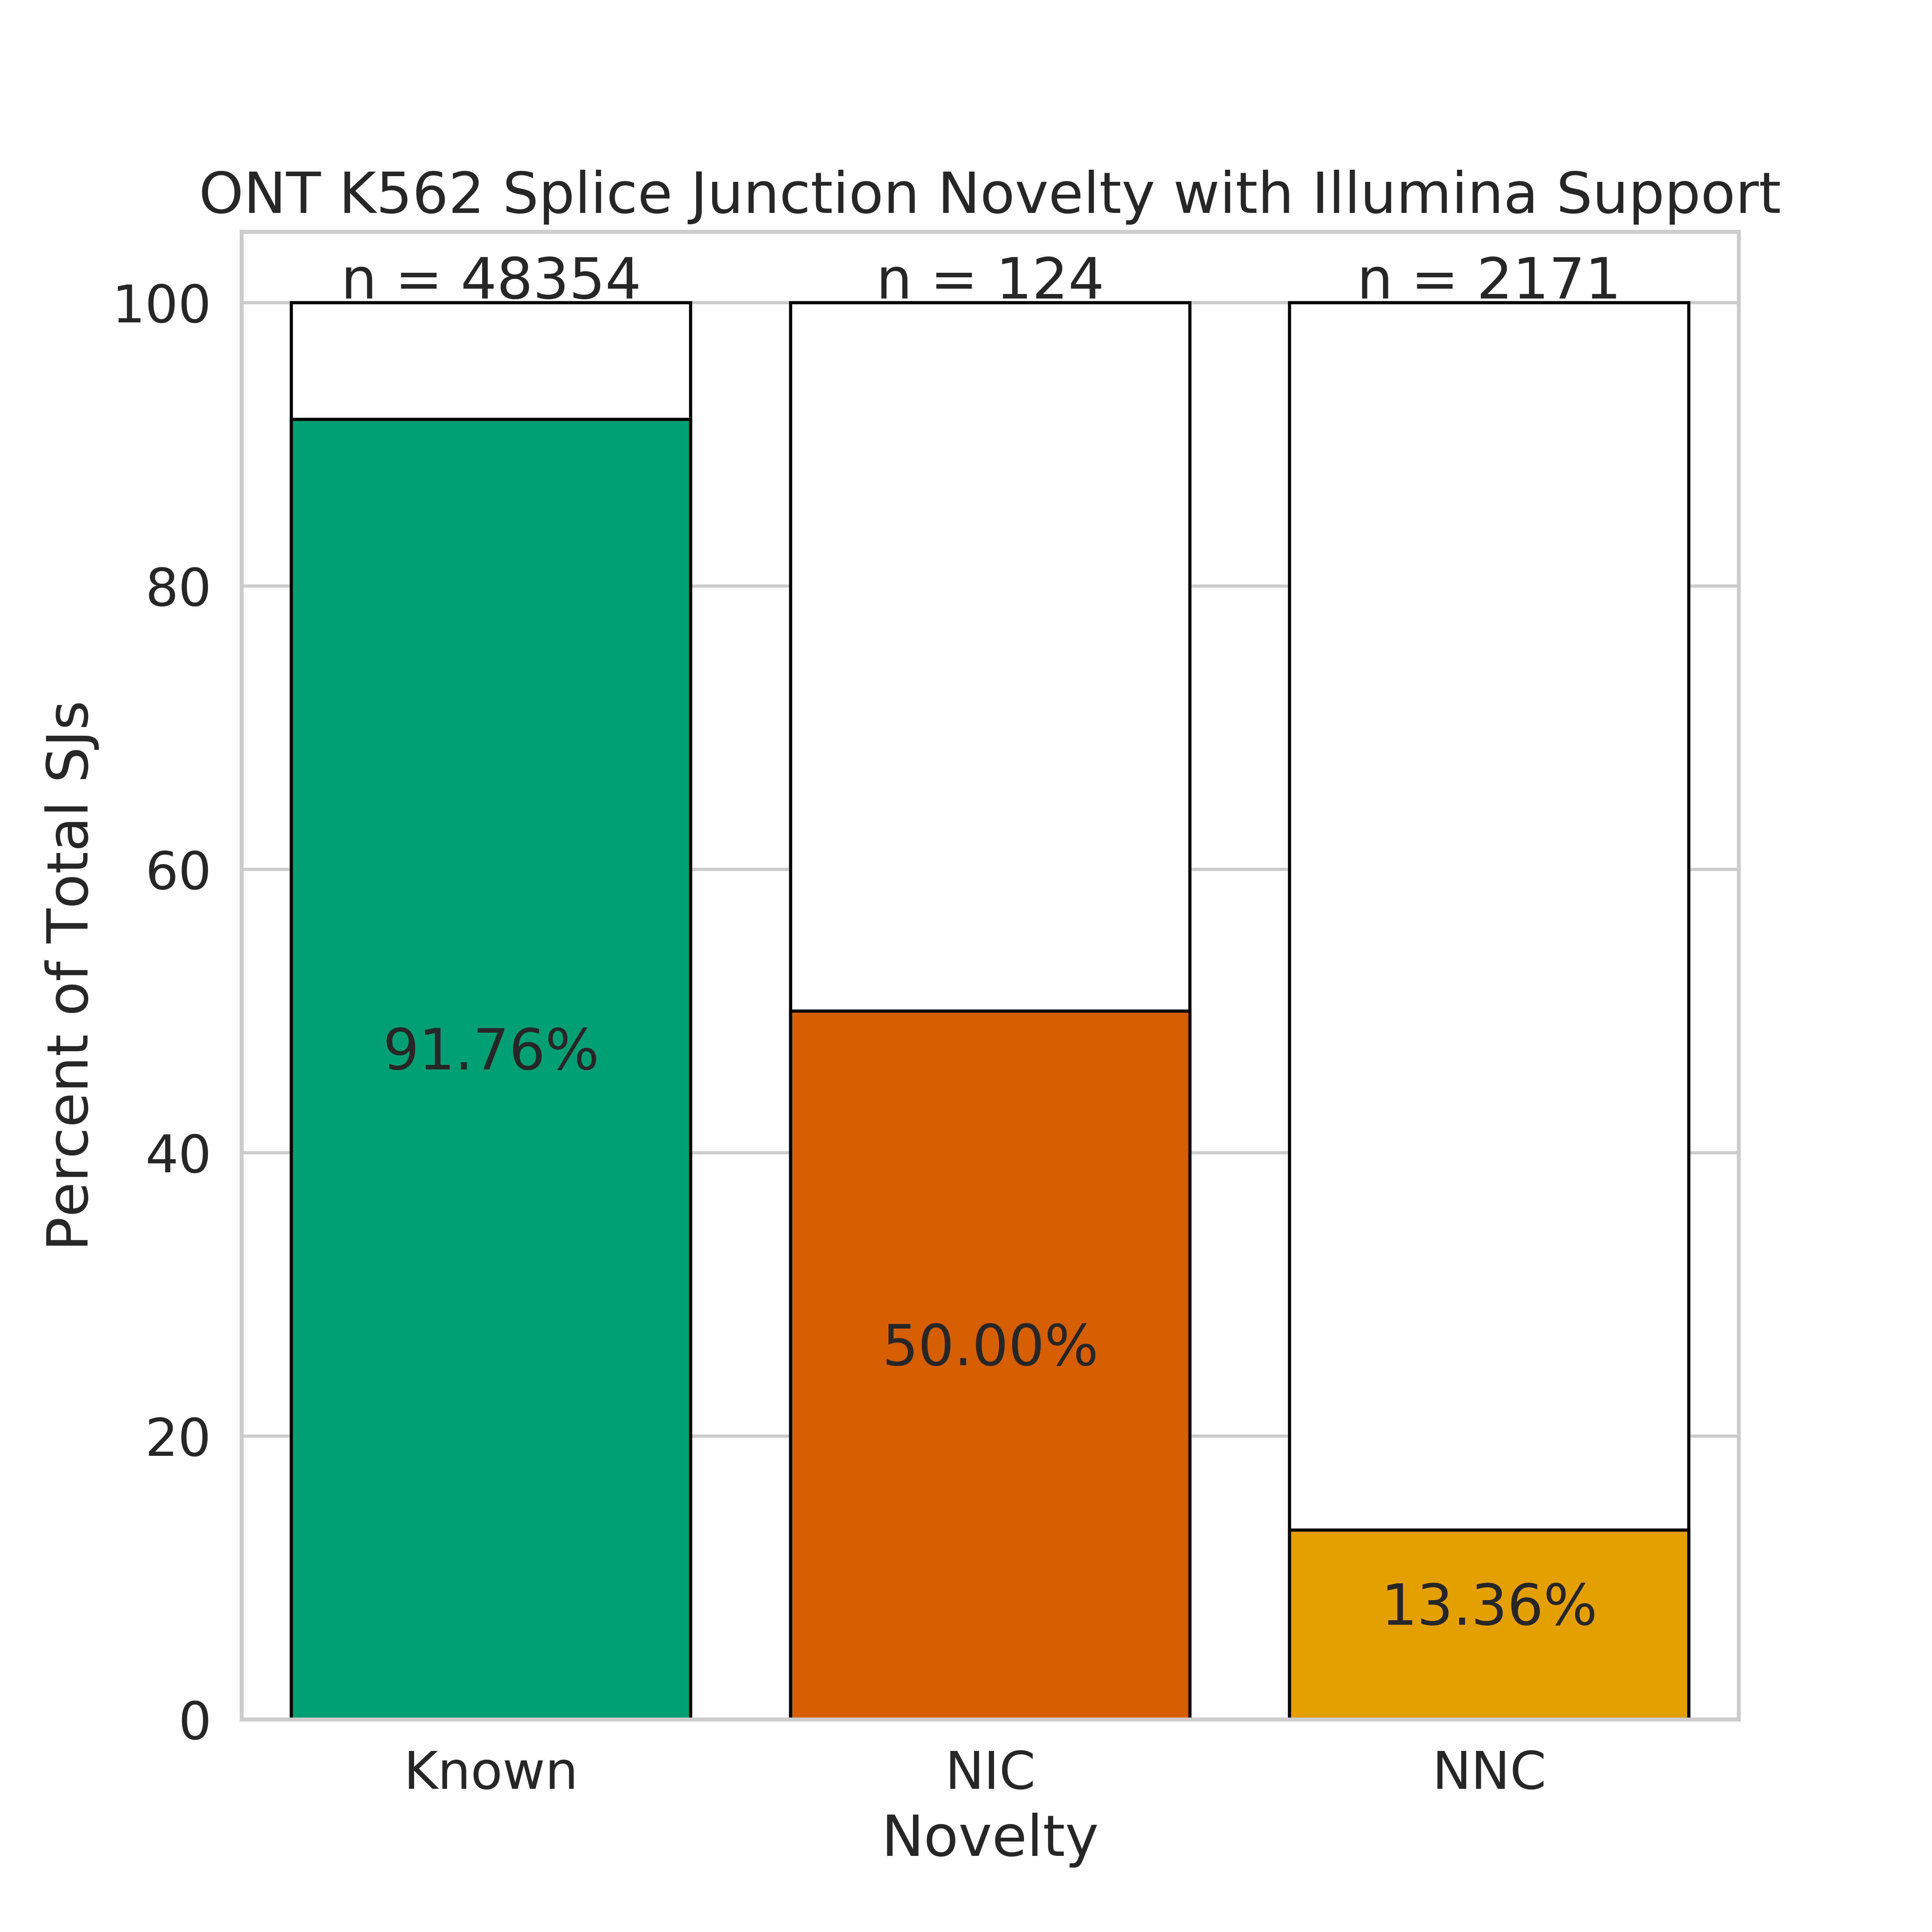 ONT K562 Splice Junction Novelty with Illumina Support
n = 48354
n = 124
n = 2171
100
80
60
40
20
0
Percent of Total SJs
91.76%
50.00%
13.36%
Known
NIC
NNC
Novelty